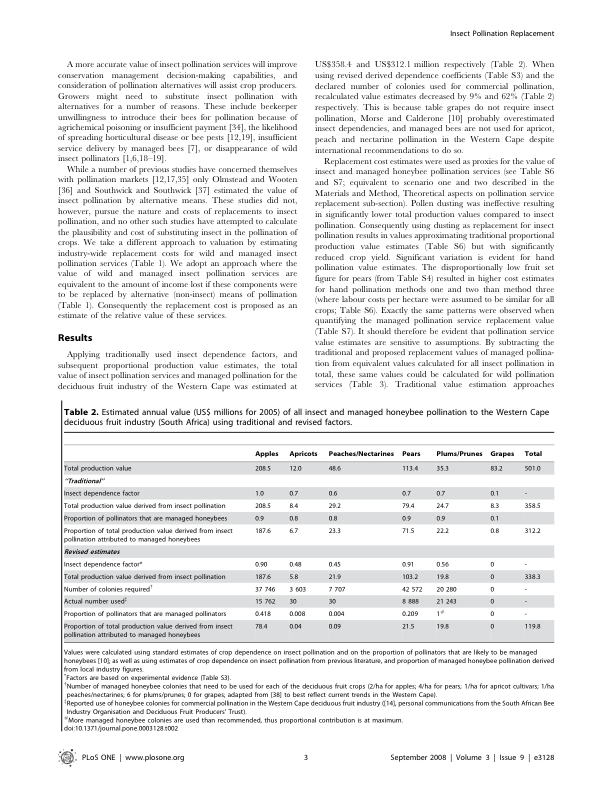 Insect Pollination Replacement
A more accurate value of insect pollination services will improve
conservation management decision-making capabilities, and
consideration of pollination alternatives will assist crop producers.
Growers might need to substitute insect pollination with
alternatives for a number of reasons. These include beekeeper
unwillingness to introduce their bees for pollination because of
agrichemical poisoning or insufficient payment [34], the likelihood
of spreading horticultural disease or bee pests [12,19], insufficient
service delivery by managed bees [7], or disappearance of wild
insect pollinators [1,6,18–19].
While a number of previous studies have concerned themselves
with pollination markets [12,17,35] only Olmstead and Wooten
[36] and Southwick and Southwick [37] estimated the value of
insect pollination by alternative means. These studies did not,
however, pursue the nature and costs of replacements to insect
pollination, and no other such studies have attempted to calculate
the plausibility and cost of substituting insect in the pollination of
crops. We take a different approach to valuation by estimating
industry-wide replacement costs for wild and managed insect
pollination services (Table 1). We adopt an approach where the
value of wild and managed insect pollination services are
equivalent to the amount of income lost if these components were
to be replaced by alternative (non-insect) means of pollination
(Table 1). Consequently the replacement cost is proposed as an
estimate of the relative value of these services.
Results
Applying traditionally used insect dependence factors, and
subsequent proportional production value estimates, the total
value of insect pollination services and managed pollination for the
deciduous fruit industry of the Western Cape was estimated at
US$358.4 and US$312.1 million respectively (Table 2). When
using revised derived dependence coefficients (Table S3) and the
declared number of colonies used for commercial pollination,
recalculated value estimates decreased by 9% and 62% (Table 2)
respectively. This is because table grapes do not require insect
pollination, Morse and Calderone [10] probably overestimated
insect dependencies, and managed bees are not used for apricot,
peach and nectarine pollination in the Western Cape despite
international recommendations to do so.
Replacement cost estimates were used as proxies for the value of
insect and managed honeybee pollination services (see Table S6
and S7; equivalent to scenario one and two described in the
Materials and Method, Theoretical aspects on pollination service
replacement sub-section). Pollen dusting was ineffective resulting
in significantly lower total production values compared to insect
pollination. Consequently using dusting as replacement for insect
pollination results in values approximating traditional proportional
production value estimates (Table S6) but with significantly
reduced crop yield. Significant variation is evident for hand
pollination value estimates. The disproportionally low fruit set
figure for pears (from Table S4) resulted in higher cost estimates
for hand pollination methods one and two than method three
(where labour costs per hectare were assumed to be similar for all
crops; Table S6). Exactly the same patterns were observed when
quantifying the managed pollination service replacement value
(Table S7). It should therefore be evident that pollination service
value estimates are sensitive to assumptions. By subtracting the
traditional and proposed replacement values of managed pollina-
tion from equivalent values calculated for all insect pollination in
total, these same values could be calculated for wild pollination
services (Table 3). Traditional value estimation approaches
Table 2. Estimated annual value (US$ millions for 2005) of all insect and managed honeybee pollination to the Western Cape
deciduous fruit industry (South Africa) using traditional and revised factors.
Apples Apricots Peaches/Nectarines Pears Plums/Prunes Grapes Total
Total production value 208.5 12.0 48.6 113.4 35.3 83.2 501.0
"Traditional"
Insect dependence factor 1.0 0.7 0.6 0.7 0.7 0.1 -
Total production value derived from insect pollination 208.5 8.4 29.2 79.4 24.7 8.3 358.5
Proportion of pollinators that are managed honeybees 0.9 0.8 0.8 0.9 0.9 0.1
Proportion of total production value derived from insect 187.6 6.7 23.3 71.5 22.2 0.8 312.2
pollination attributed to managed honeybees
Revised estimates
Insect dependence factor* 0.90 0.48 0.45 0.91 0.56 0 -
Total production value derived from insect pollination 187.6 5.8 21.9 103.2 19.8 0 338.3
Number of colonies required† 37 746 3 603 7 707 42 572 20 280 0 -
Actual number used‡ 15 762 30 30 8 888 21 243 0 -
Proportion of pollinators that are managed pollinators 0.418 0.008 0.004 0.209 1# 0 -
Proportion of total production value derived from insect 78.4 0.04 0.09 21.5 19.8 0 119.8
pollination attributed to managed honeybees
Values were calculated using standard estimates of crop dependence on insect pollination and on the proportion of pollinators that are likely to be managed
honeybees [10], as well as using estimates of crop dependence on insect pollination from previous literature, and proportion of managed honeybee pollination derived
from local industry figures.
*Factors are based on experimental evidence (Table S3).
†Number of managed honeybee colonies that need to be used for each of the deciduous fruit crops (2/ha for apples; 4/ha for pears; 1/ha for apricot cultivars; 1/ha
peaches/nectarines; 6 for plums/prunes; 0 for grapes; adapted from [38] to best reflect current trends in the Western Cape).
‡Reported use of honeybee colonies for commercial pollination in the Western Cape deciduous fruit industry ([14], personal communications from the South African Bee
Industry Organisation and Deciduous Fruit Producers' Trust).
#More managed honeybee colonies are used than recommended, thus proportional contribution is at maximum.
doi:10.1371/journal.pone.0003128.t002
PLoS ONE | www.plosone.org 3 September 2008 | Volume 3 | Issue 9 | e3128